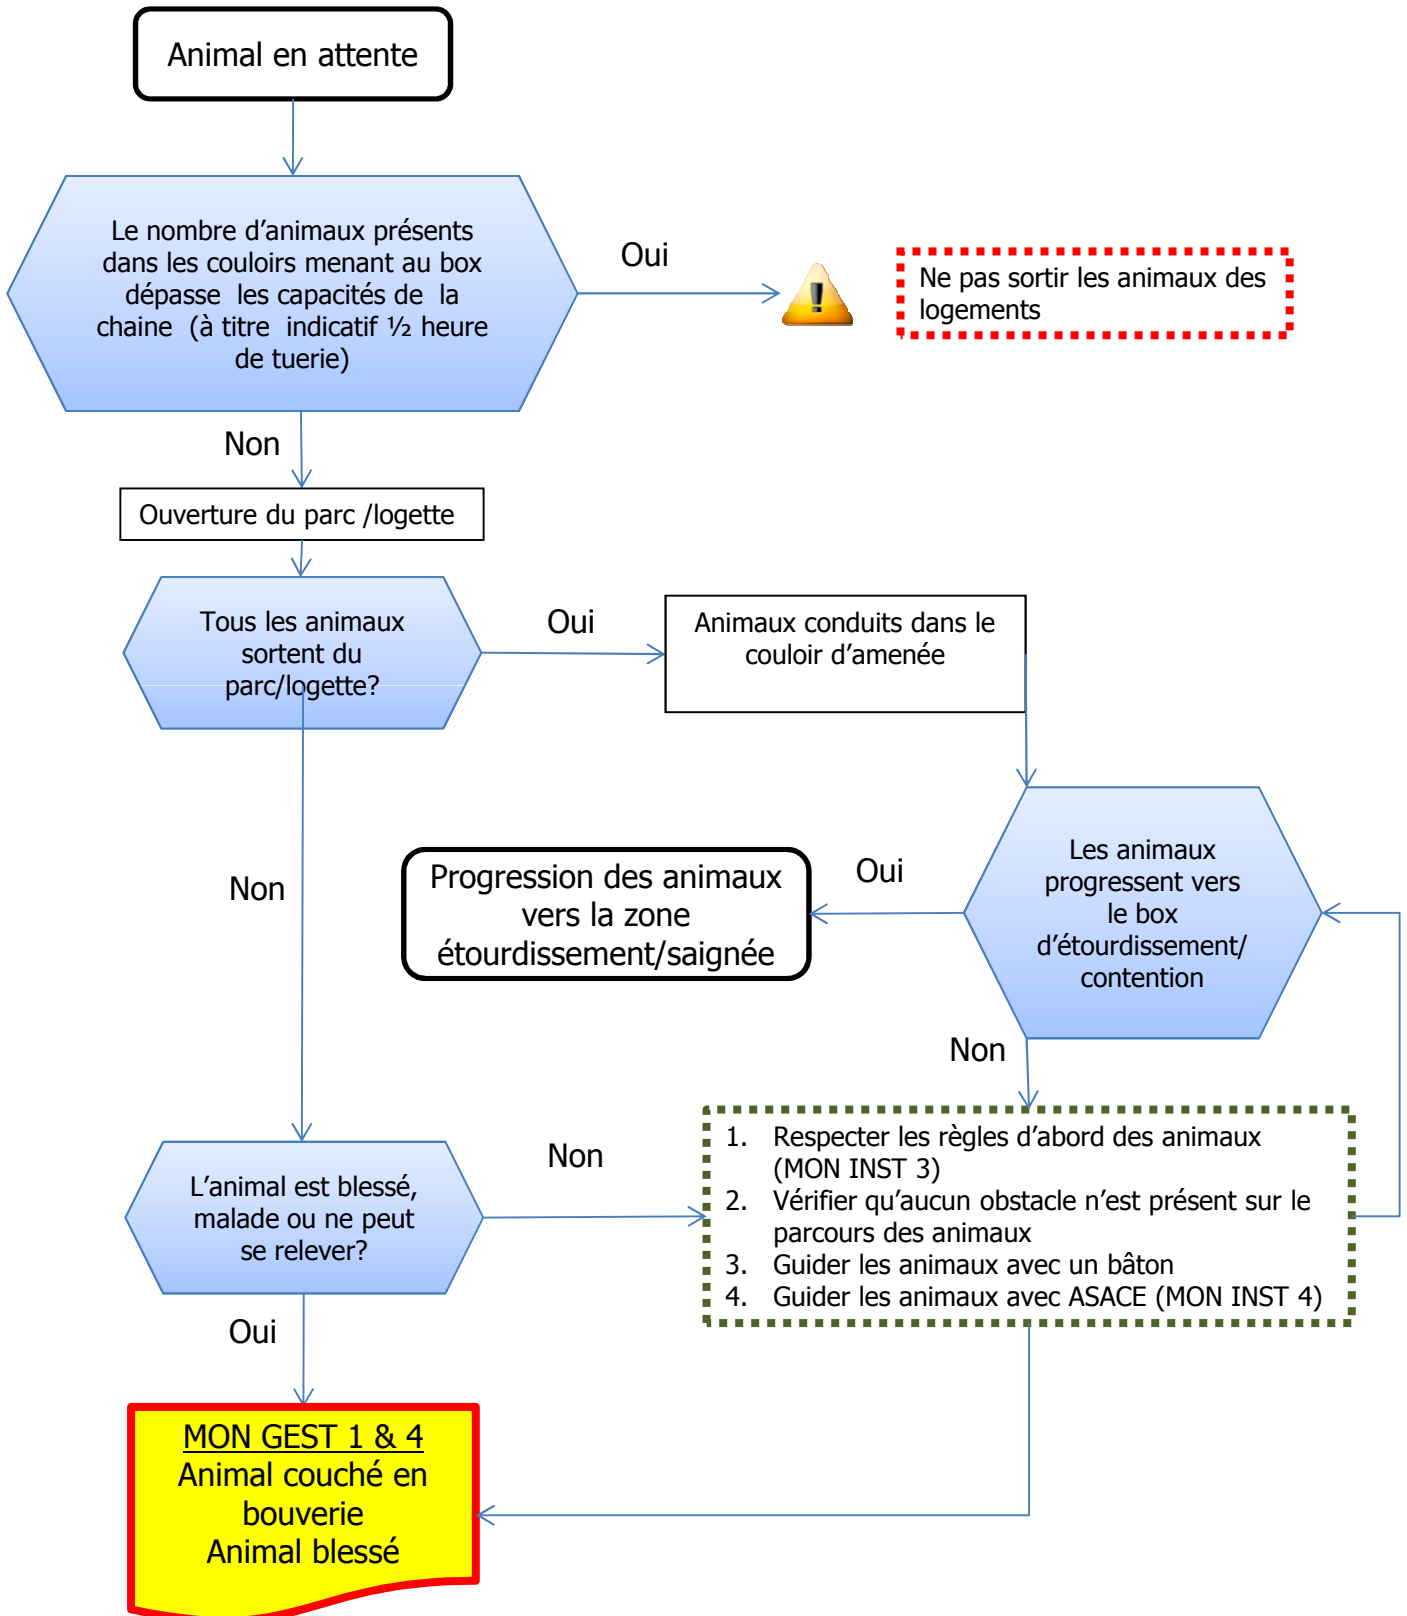 Animal en attente
Le nombre d’animaux présents
dans les couloirs menant au box
dépasse les capacités de la
chaine (à titre indicatif ½ heure
de tuerie)
Oui
Ne pas sortir les animaux des
logements
Non
Ouverture du parc /logette
Tous les animaux
sortent du
parc/logette?
Oui
Animaux conduits dans le
couloir d’amenée
Non
Les animaux
progressent vers
le box
d’étourdissement/
contention
Oui
Progression des animaux
vers la zone
étourdissement/saignée
Non
L’animal est blessé,
malade ou ne peut
se relever?
Non
1. Respecter les règles d’abord des animaux
(MON INST 3)
2. Vérifier qu’aucun obstacle n’est présent sur le
parcours des animaux
3. Guider les animaux avec un bâton
4. Guider les animaux avec ASACE (MON INST 4)
Oui
MON GEST 1 & 4
Animal couché en
bouverie
Animal blessé